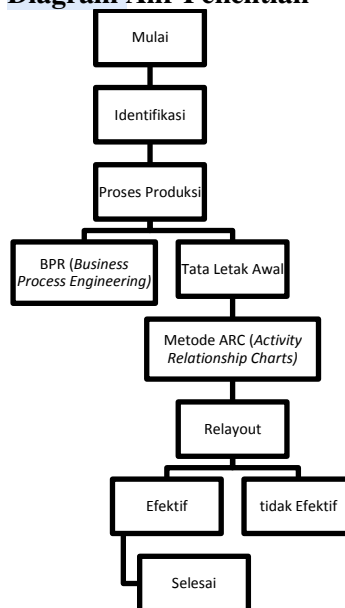 Diagram Alir Penelitian
Mulai
Identifikasi
Proses Produksi
BPR (Business
Process Engineering)
Tata Letak Awal
Metode ARC (Activity
Relationship Charts)
Relayout
Efektif
tidak Efektif
Selesai